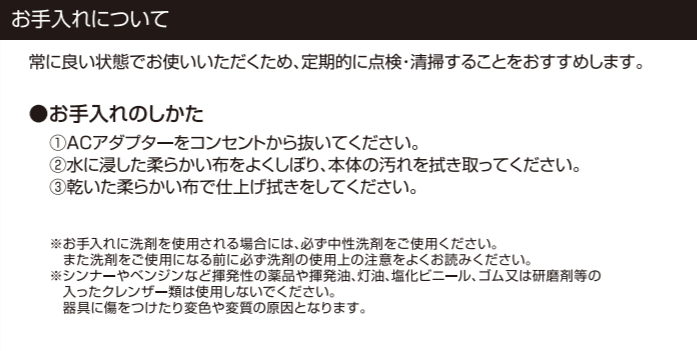 お手入れについて
常に良い状態でお使いいただくため、定期的に点検・清掃することをおすすめします。
●お手入れのしかた
①ACアダプターをコンセントから抜いてください。
②水に浸した柔らかい布をよくしぼり、本体の汚れを拭き取ってください。
③乾いた柔らかい布で仕上げ拭きをしてください。
※お手入れに洗剤を使用される場合には、必ず中性洗剤をご使用ください。
また洗剤をご使用になる前に必ず洗剤の使用上の注意をよくお読みください。
※シンナーやベンジンなど揮発性の薬品や揮発油、灯油、塩化ビニール、ゴム又は研磨剤等の
入ったクレンザー類は使用しないでください。
器具に傷をつけたり変色や変質の原因となります。